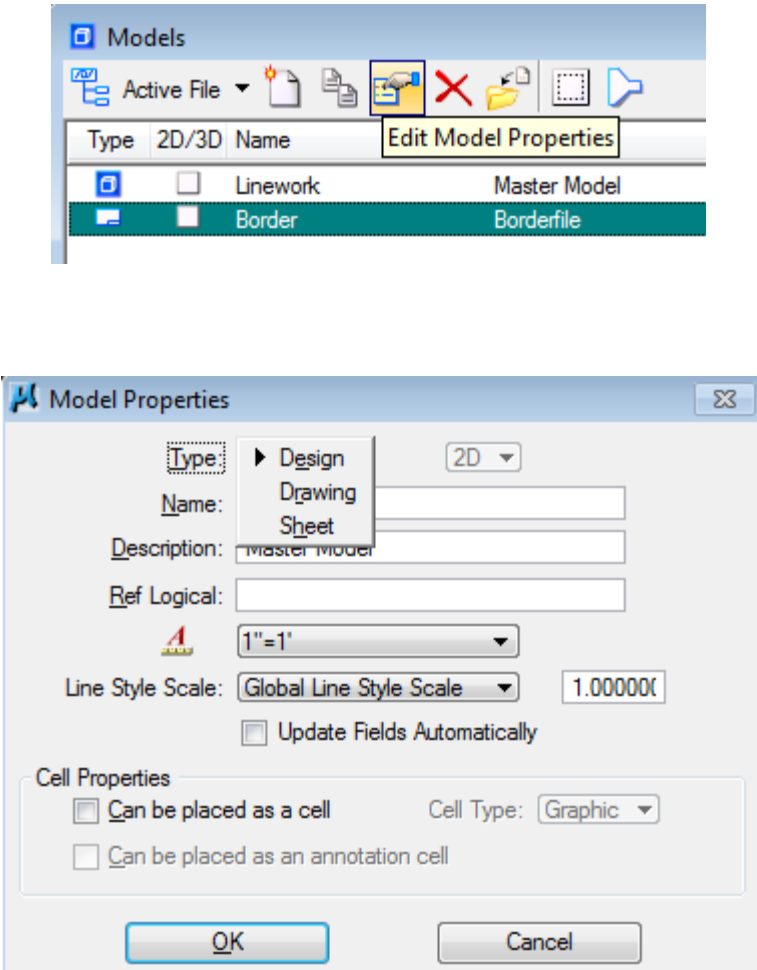 Models
Active File
Edit Model Properties
Type 2D/3D Name
Linework Master Model
Border Borderfile
Model Properties
Type: Design 2D
Drawing
Name:
Sheet
Description: Master Model
Ref Logical:
A 1"=1'
Line Style Scale: Global Line Style Scale 1.000000
Update Fields Automatically
Cell Properties
Can be placed as a cell Cell Type: Graphic
Can be placed as an annotation cell
OK Cancel